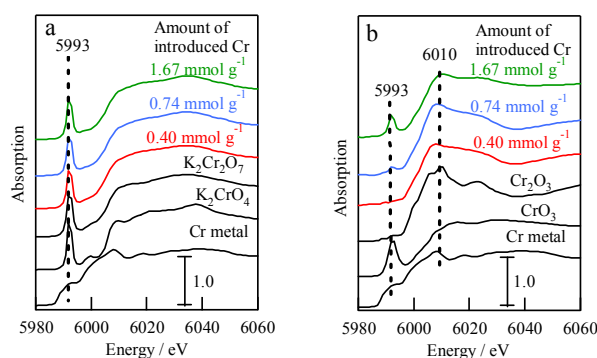 a
Amount of
introduced Cr
5993
1.67 mmol g⁻¹
0.74 mmol g⁻¹
0.40 mmol g⁻¹
K₂Cr₂O₇
K₂CrO₄
Cr metal
1.0
Absorption
5980 6000 6020 6040 6060
Energy / eV
b
Amount of
introduced Cr
6010
5993
1.67 mmol g⁻¹
0.74 mmol g⁻¹
0.40 mmol g⁻¹
Cr₂O₃
CrO₃
Cr metal
1.0
Absorption
5980 6000 6020 6040 6060
Energy / eV